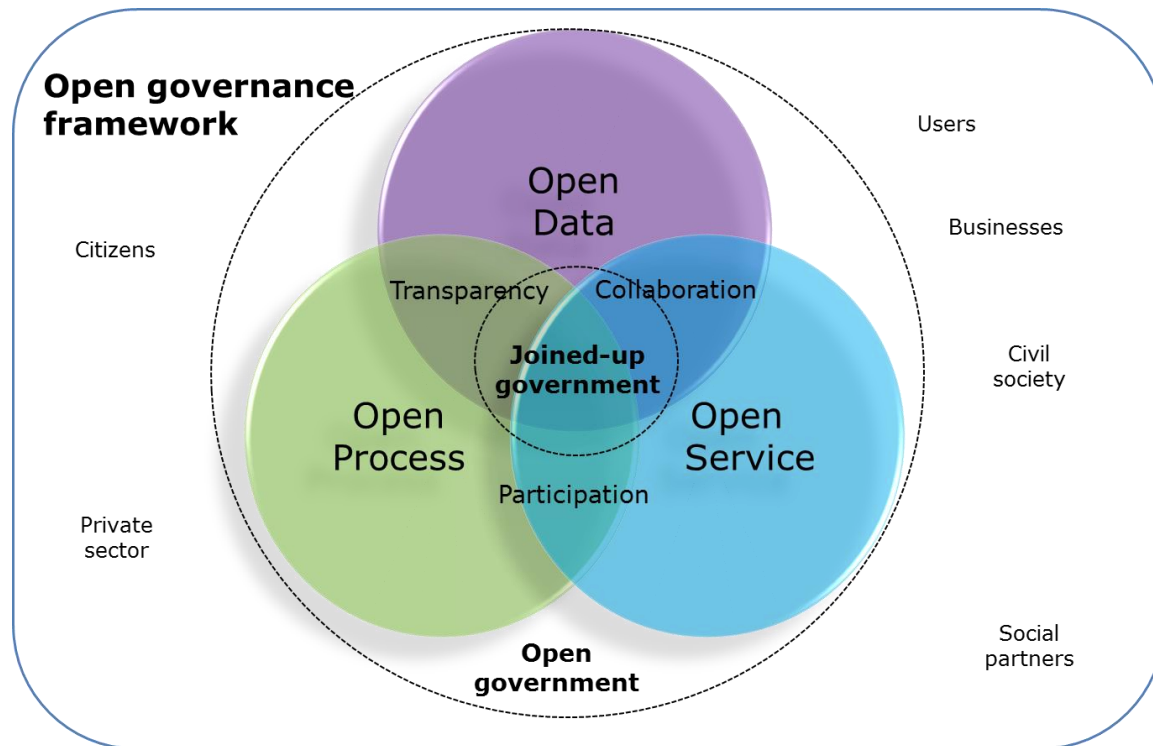 Open governance
framework
Users
Businesses
Citizens
Open
Data
Transparency
Collaboration
Joined-up
government
Civil
society
Open
Process
Open
Service
Participation
Private
sector
Open
government
Social
partners